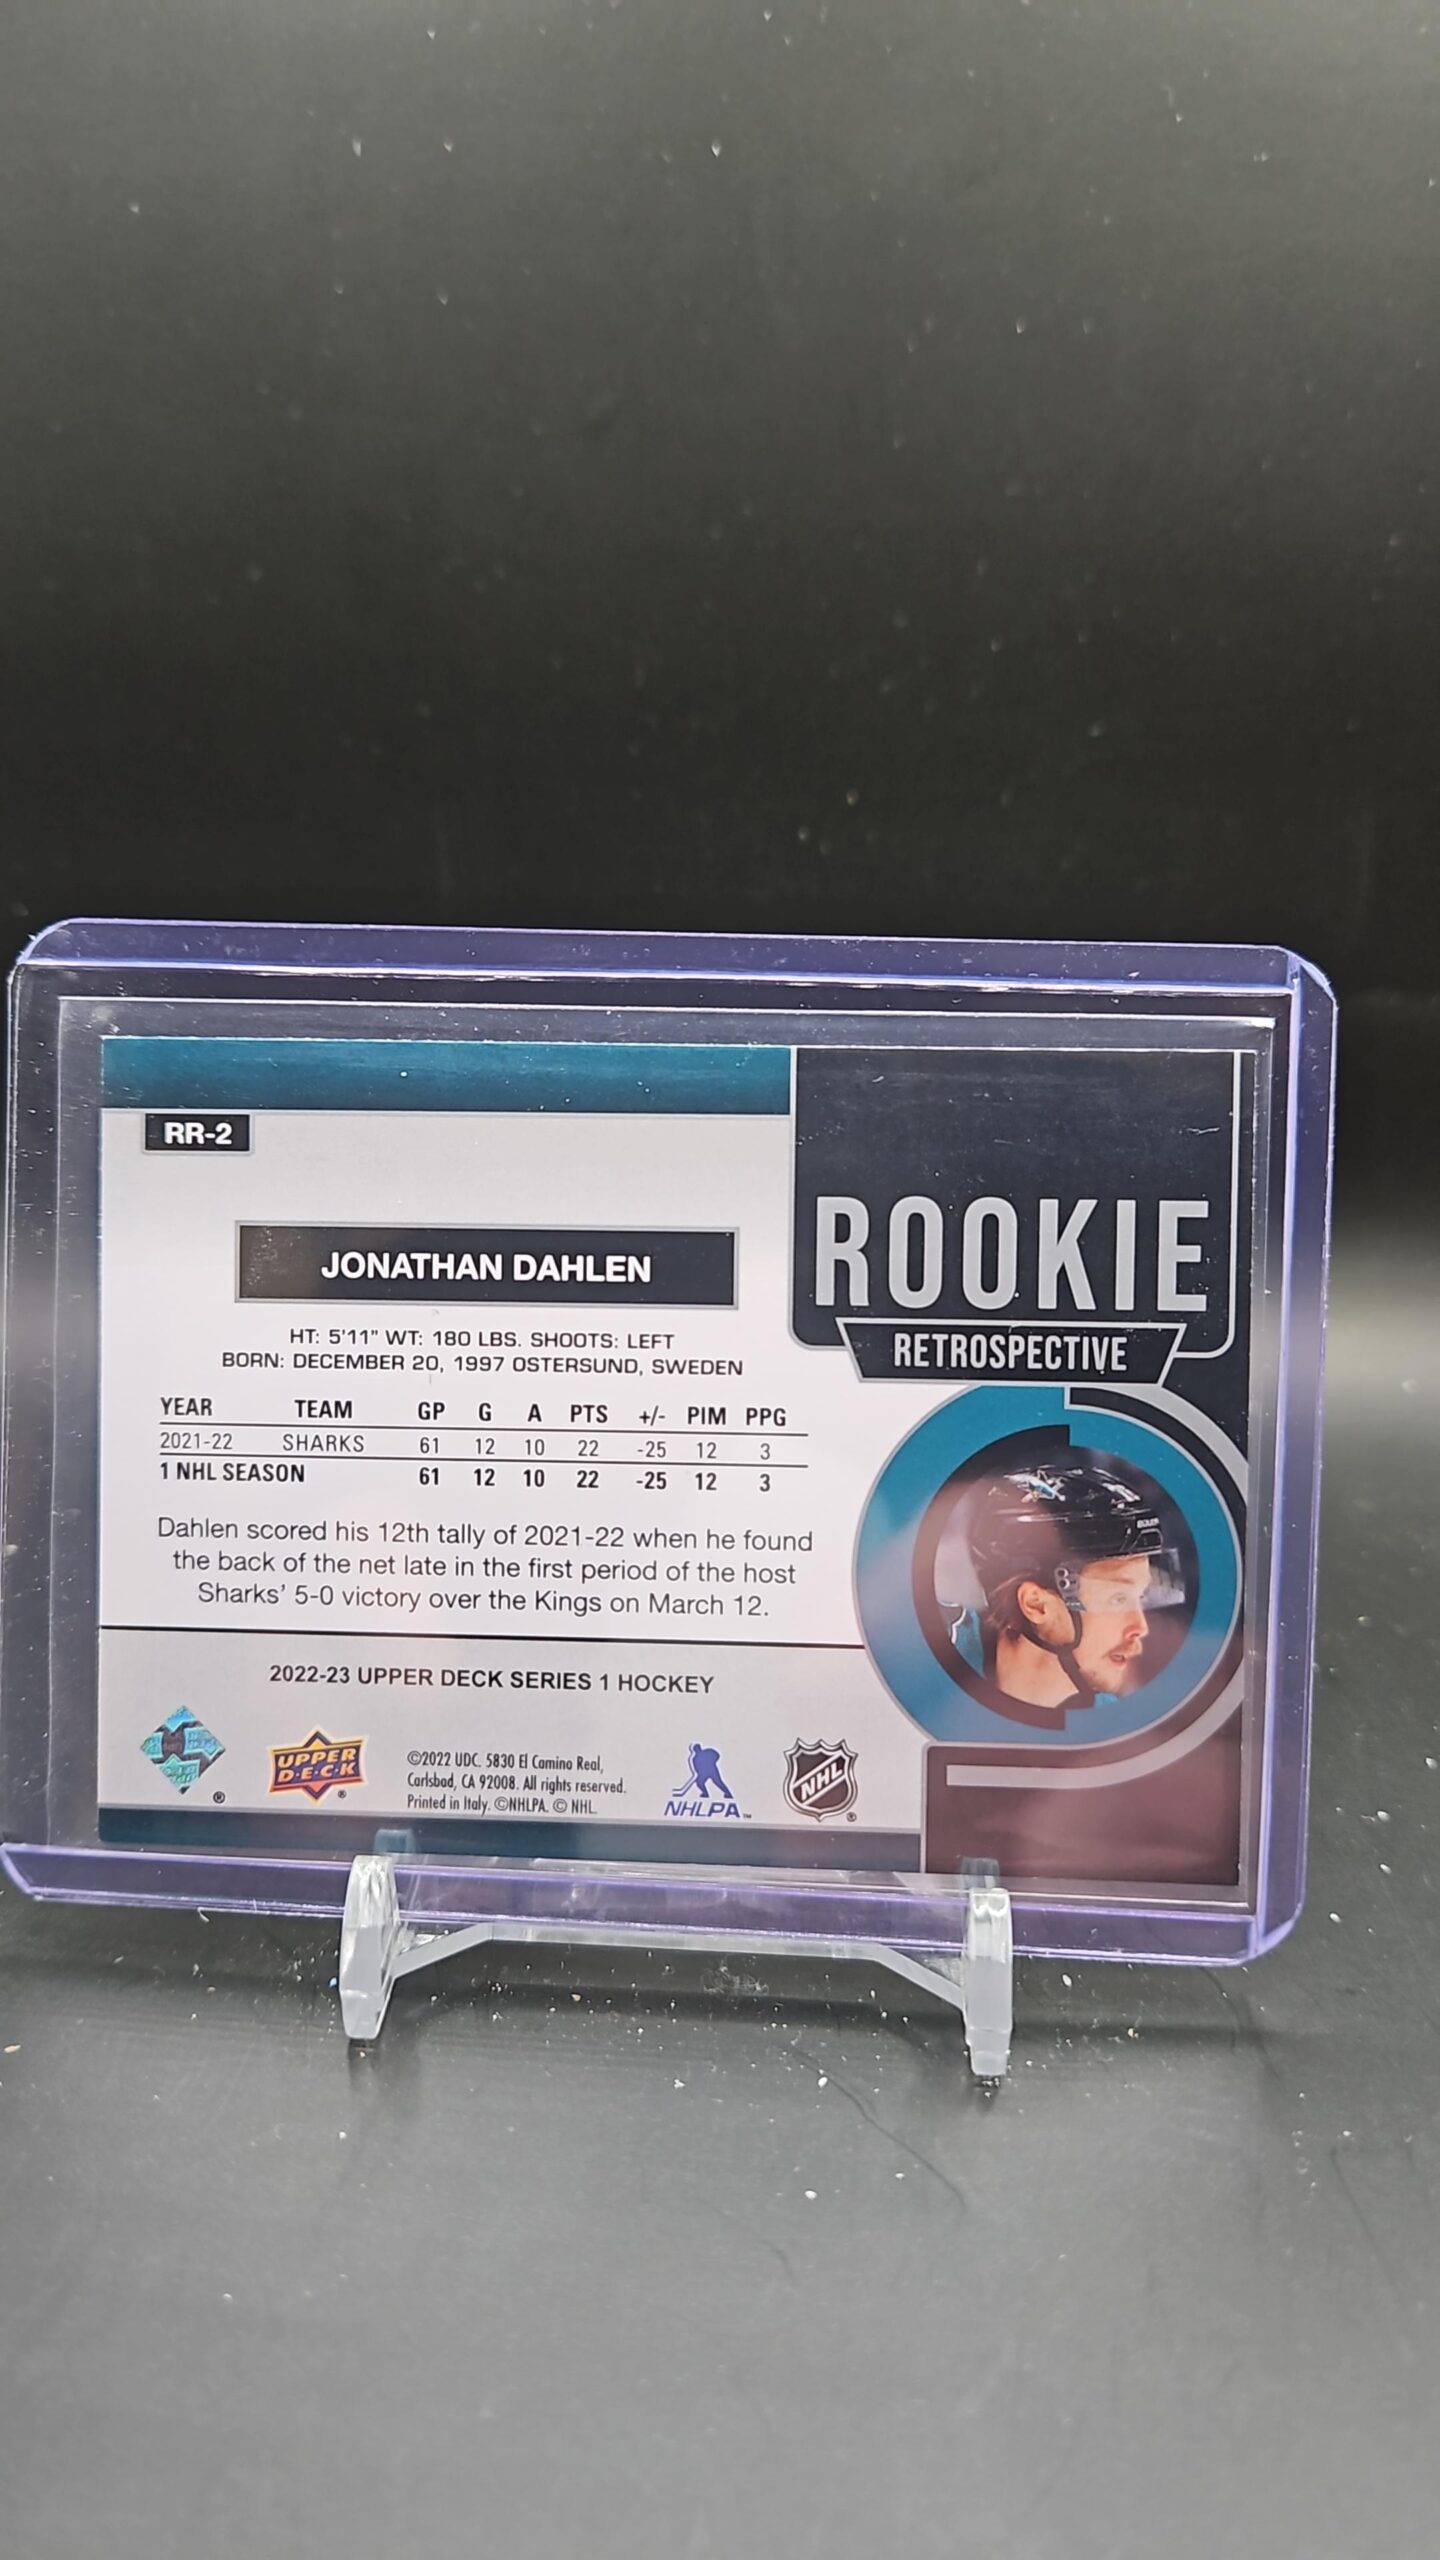 RR-2
JONATHAN DAHLEN
HT: 5'11" WT: 180 LBS. SHOOTS: LEFT
BORN: DECEMBER 20, 1997 OSTERSUND, SWEDEN
YEAR TEAM GP G A PTS +/- PIM PPG
2021-22 SHARKS 61 12 10 22 -25 12 3
1 NHL SEASON 61 12 10 22 -25 12 3
Dahlen scored his 12th tally of 2021-22 when he found
the back of the net late in the first period of the host
Sharks' 5-0 victory over the Kings on March 12.
ROOKIE
RETROSPECTIVE
2022-23 UPPER DECK SERIES 1 HOCKEY
®
UPPER
D·E·C·K
®
©2022 UDC. 5830 El Camino Real,
Carlsbad, CA 92008. All rights reserved.
Printed in Italy. ©NHLPA. © NHL.
NHLPA™
NHL
®